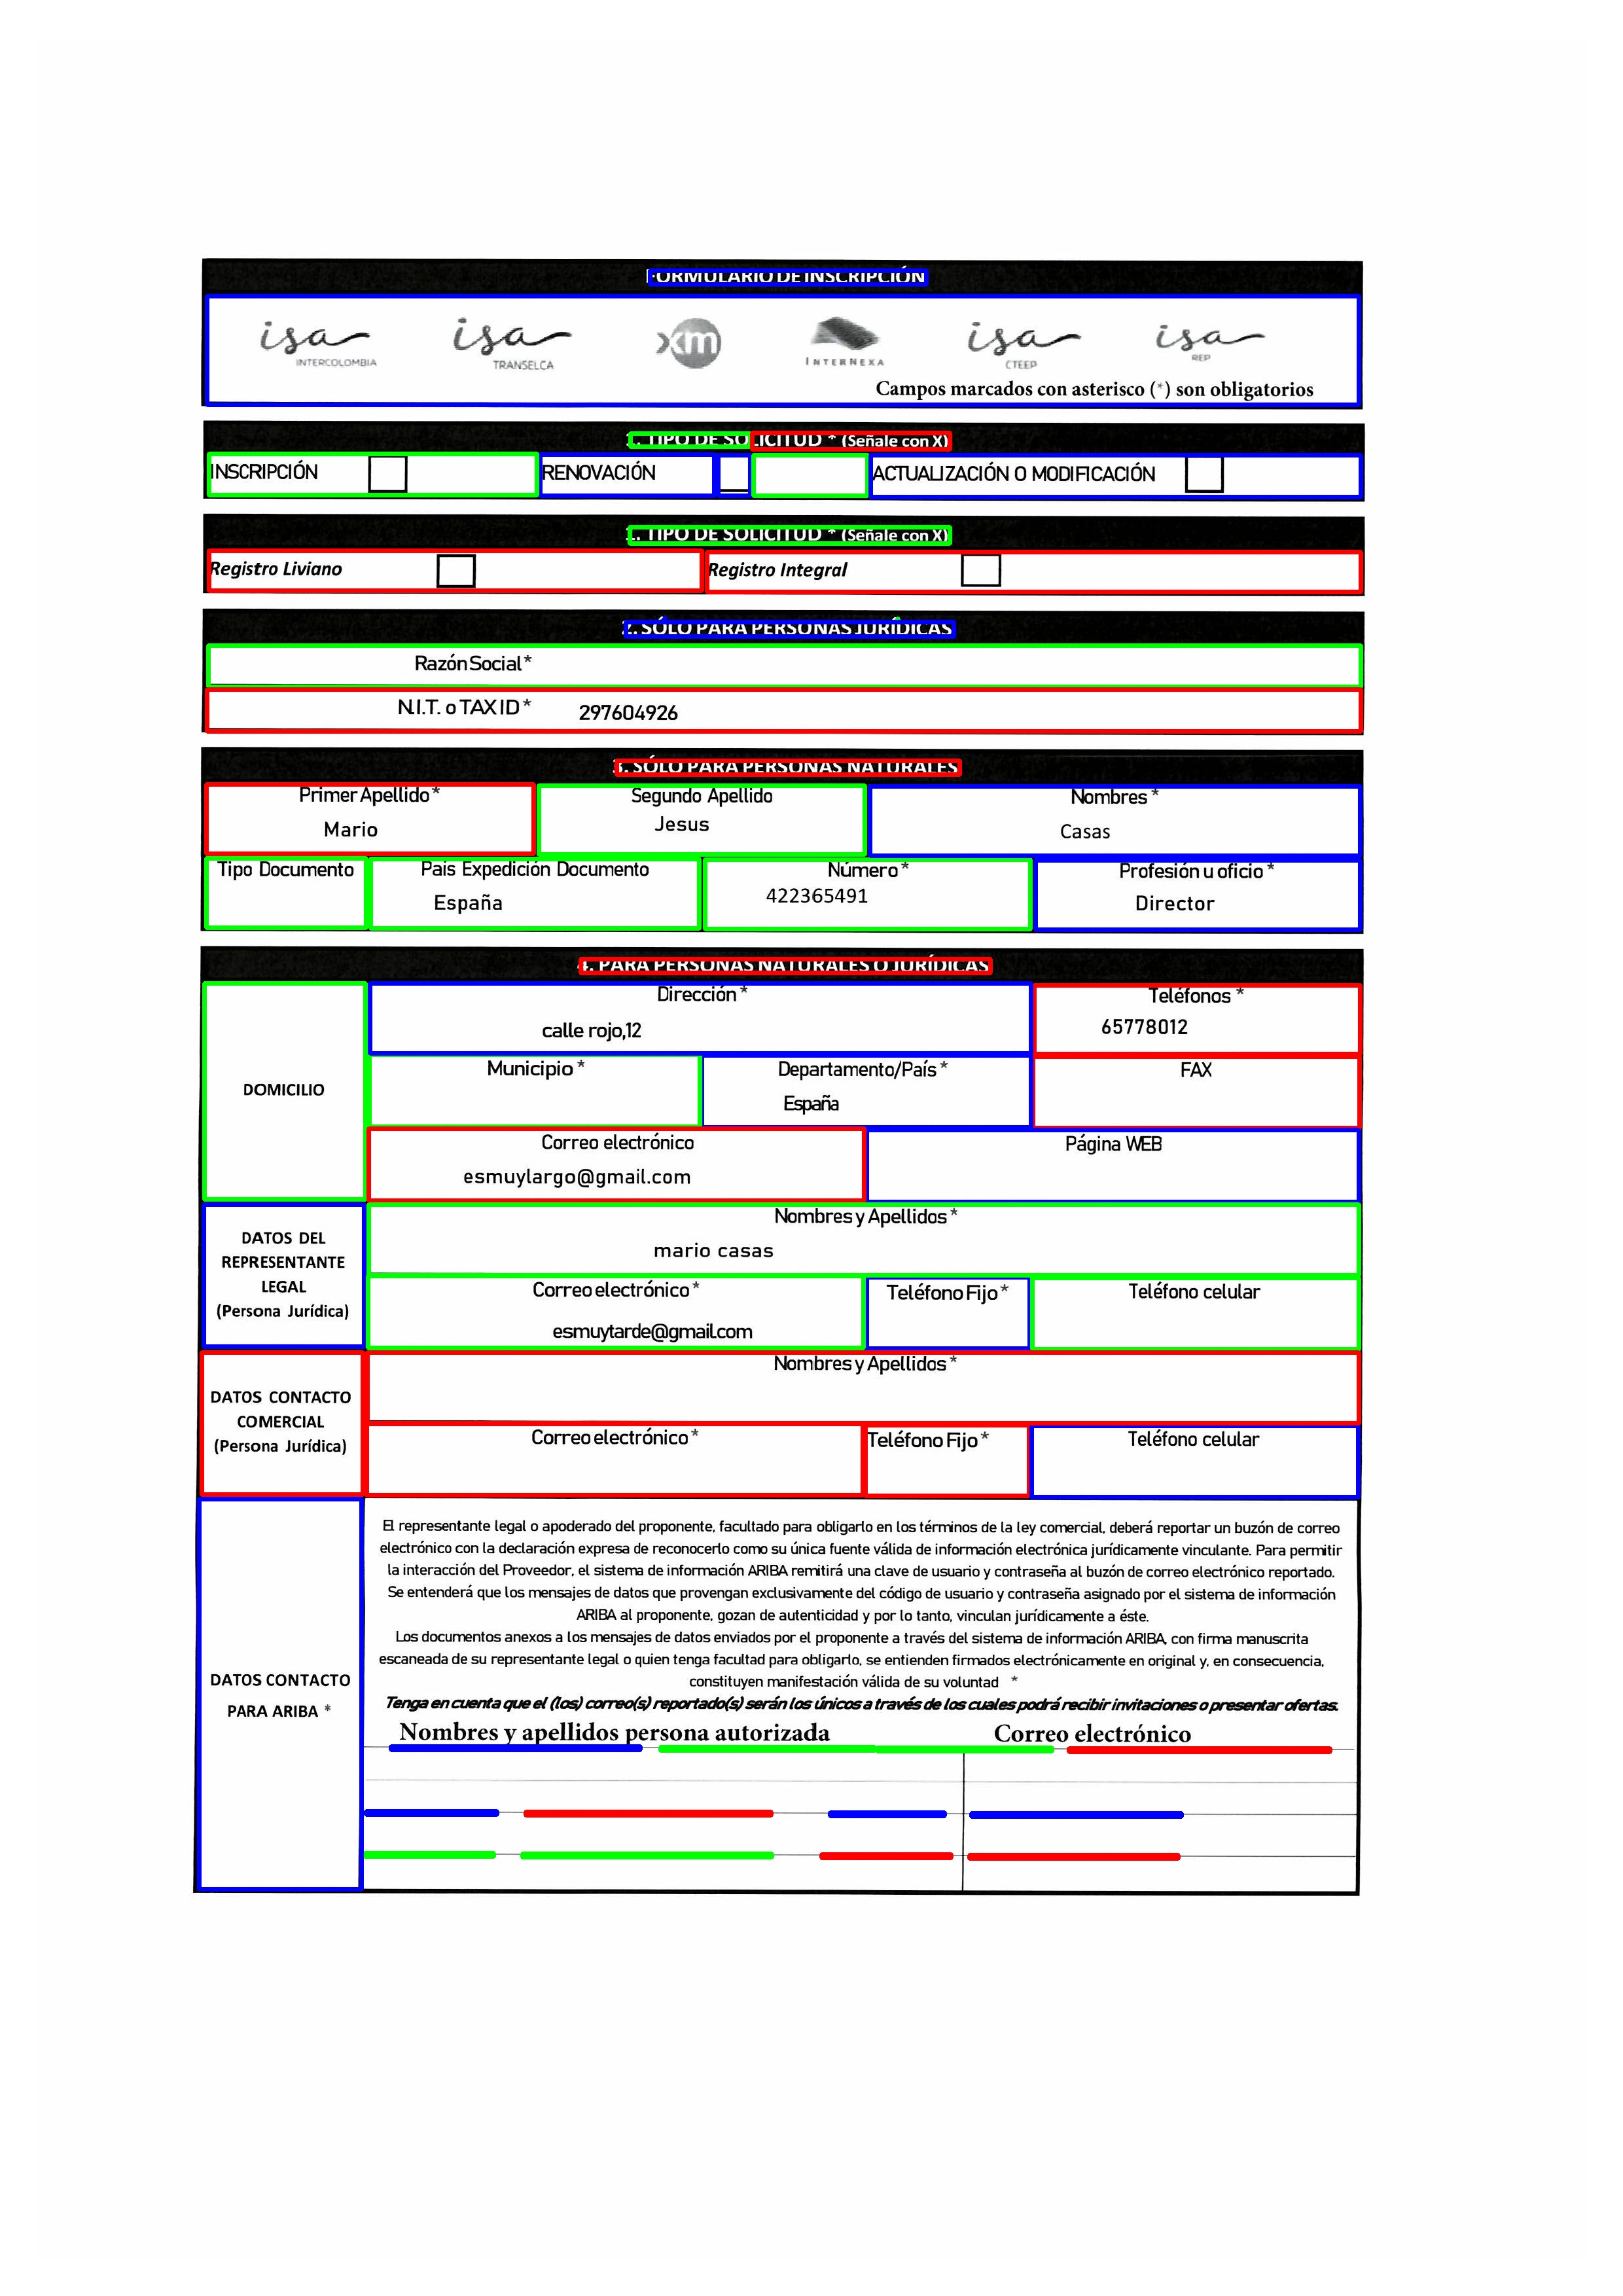 FORMULARIO DE INSCRIPCIÓN
isa INTERCOLOMBIA
isa TRANSELCA
xm
INTERNEXA
isa CTEEP
isa REP
Campos marcados con asterisco (*) son obligatorios
1. TIPO DE SOLICITUD * (Señale con X)
INSCRIPCIÓN RENOVACIÓN ACTUALIZACIÓN O MODIFICACIÓN
TIPO DE SOLICITUD * (Señale con X)
Registro Liviano Registro Integral
2. SÓLO PARA PERSONAS JURÍDICAS
Razón Social *
N.I.T. o TAX ID * 297604926
3. SÓLO PARA PERSONAS NATURALES
Primer Apellido * Segundo Apellido Nombres *
Mario Jesus Casas
Tipo Documento Pais Expedición Documento Número * Profesión u oficio *
España 422365491 Director
4. PARA PERSONAS NATURALES O JURÍDICAS
DOMICILIO
Dirección * Teléfonos *
calle rojo,12 65778012
Municipio * Departamento/País * FAX
España
Correo electrónico Página WEB
esmuylargo@gmail.com
DATOS DEL
REPRESENTANTE
LEGAL
(Persona Jurídica)
Nombres y Apellidos *
mario casas
Correo electrónico * Teléfono Fijo * Teléfono celular
esmuytarde@gmail.com
DATOS CONTACTO
COMERCIAL
(Persona Jurídica)
Nombres y Apellidos *
Correo electrónico * Teléfono Fijo * Teléfono celular
DATOS CONTACTO
PARA ARIBA *
El representante legal o apoderado del proponente, facultado para obligarlo en los términos de la ley comercial, deberá reportar un buzón de correo
electrónico con la declaración expresa de reconocerlo como su única fuente válida de información electrónica jurídicamente vinculante. Para permitir
la interacción del Proveedor, el sistema de información ARIBA remitirá una clave de usuario y contraseña al buzón de correo electrónico reportado.
Se entenderá que los mensajes de datos que provengan exclusivamente del código de usuario y contraseña asignado por el sistema de información
ARIBA al proponente, gozan de autenticidad y por lo tanto, vinculan jurídicamente a éste.
Los documentos anexos a los mensajes de datos enviados por el proponente a través del sistema de información ARIBA, con firma manuscrita
escaneada de su representante legal o quien tenga facultad para obligarlo, se entienden firmados electrónicamente en original y, en consecuencia,
constituyen manifestación válida de su voluntad *
Tenga en cuenta que el (los) correo(s) reportado(s) serán los únicos a través de los cuales podrá recibir invitaciones o presentar ofertas.
Nombres y apellidos persona autorizada Correo electrónico